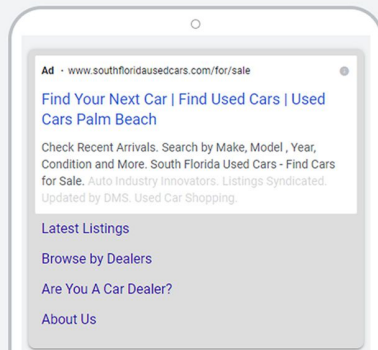 Ad · www.southfloridausedcars.com/for/sale
Find Your Next Car | Find Used Cars | Used
Cars Palm Beach
Check Recent Arrivals. Search by Make, Model , Year,
Condition and More. South Florida Used Cars - Find Cars
for Sale. Auto Industry Innovators. Listings Syndicated.
Updated by DMS. Used Car Shopping.
Latest Listings
Browse by Dealers
Are You A Car Dealer?
About Us